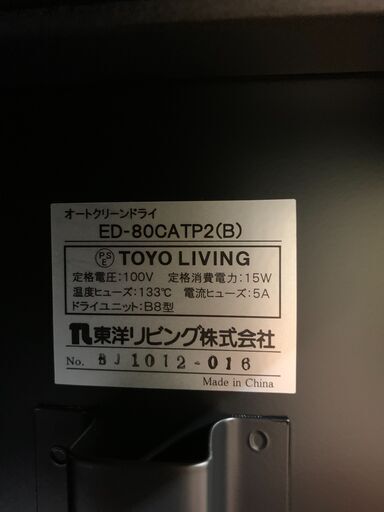 オートクリーンドライ
ED-80CATP2(B)
PSE TOYO LIVING
定格電圧:100V 定格消費電力:15W
温度ヒューズ:133℃ 電流ヒューズ:5A
ドライユニット:B8型
東洋リビング株式会社
No. BJ1012-016
Made in China